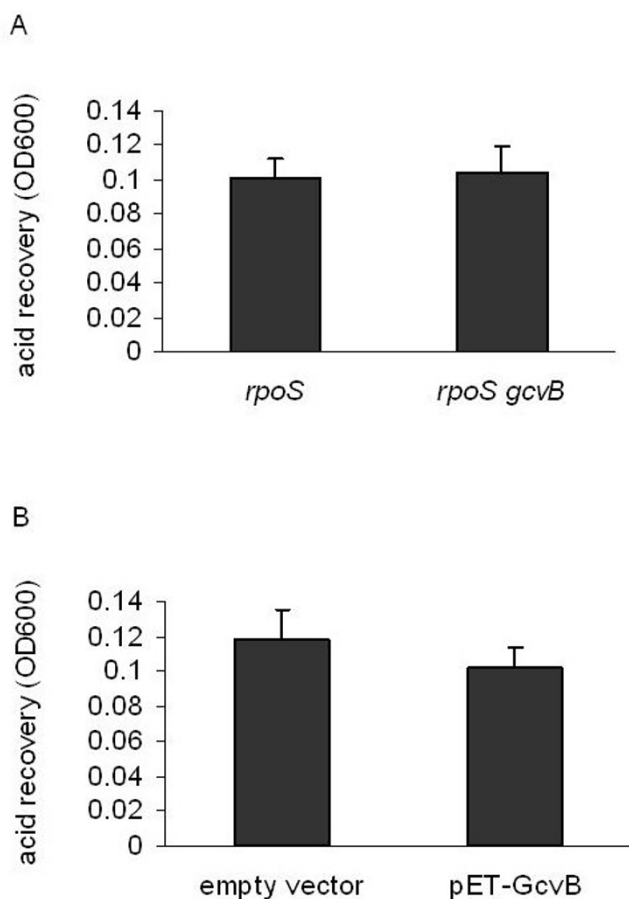 A
acid recovery (OD600)
0.14
0.12
0.1
0.08
0.06
0.04
0.02
0
rpoS
rpoS gcvB
B
acid recovery (OD600)
0.14
0.12
0.1
0.08
0.06
0.04
0.02
0
empty vector
pET-GcvB